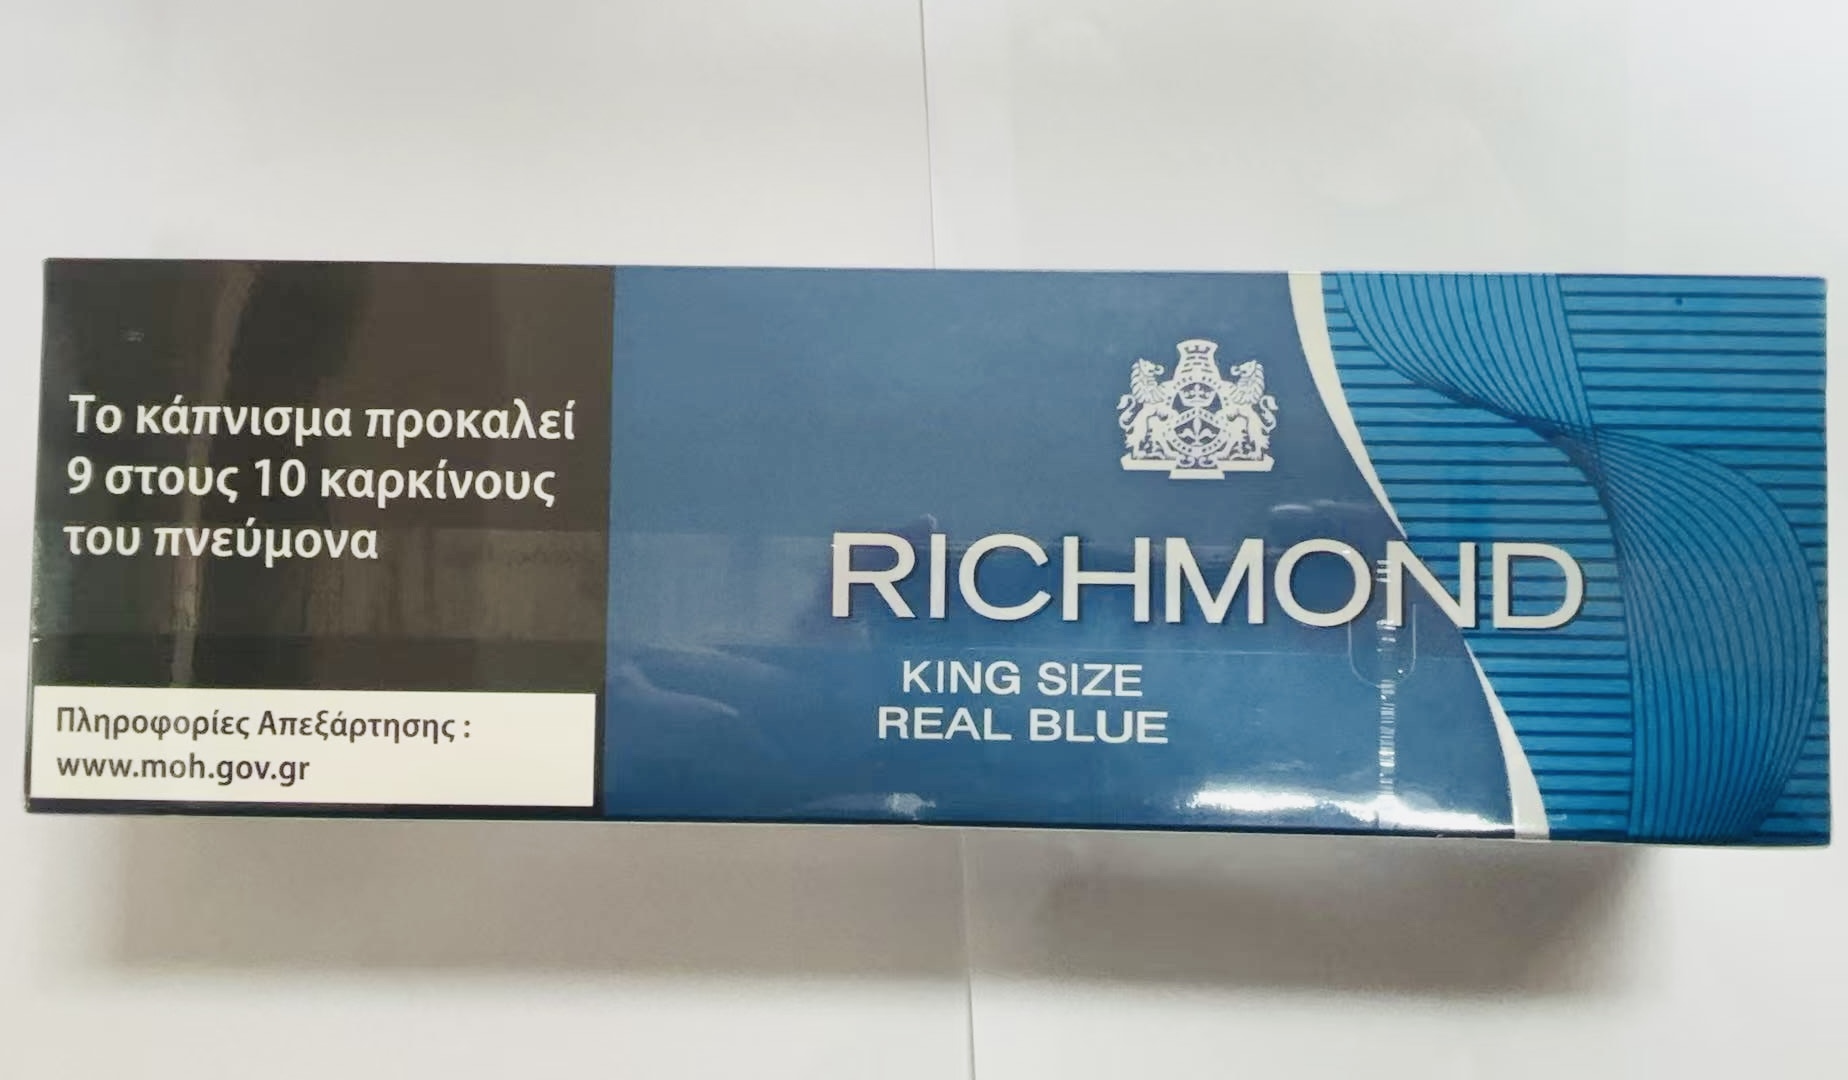 Το κάπνισμα προκαλεί
9 στους 10 καρκίνους
του πνεύμονα
Πληροφορίες Απεξάρτησης :
www.moh.gov.gr
RICHMOND
KING SIZE
REAL BLUE